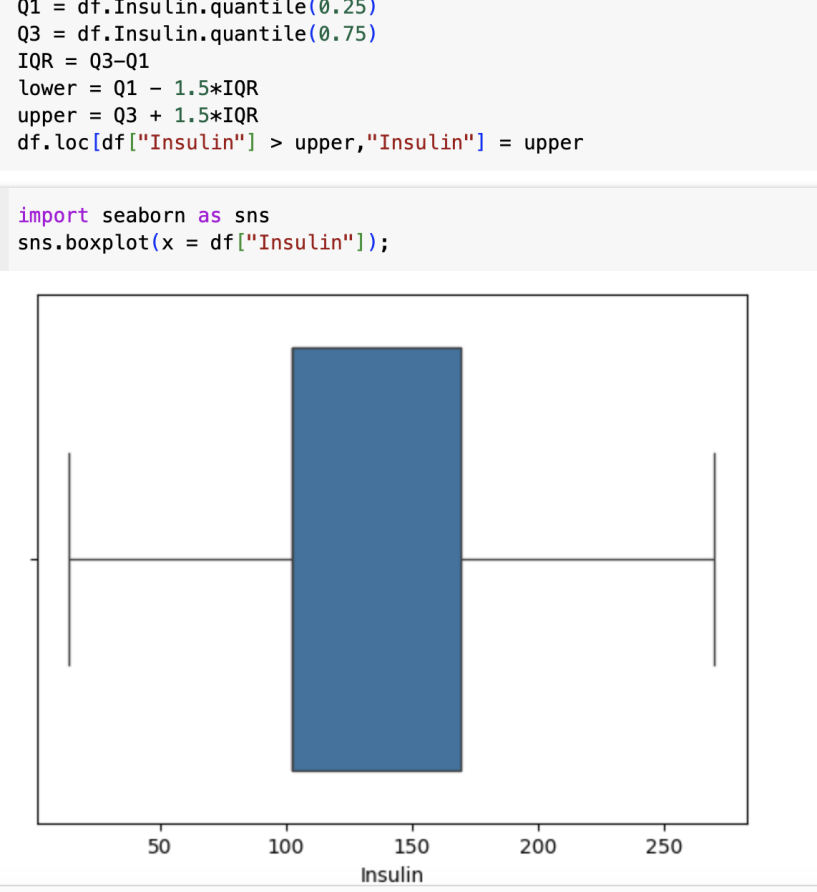 Q1 = df.Insulin.quantile(0.25)
Q3 = df.Insulin.quantile(0.75)
IQR = Q3-Q1
lower = Q1 - 1.5*IQR
upper = Q3 + 1.5*IQR
df.loc[df["Insulin"] > upper,"Insulin"] = upper
import seaborn as sns
sns.boxplot(x = df["Insulin"]);
50 100 150 200 250
Insulin